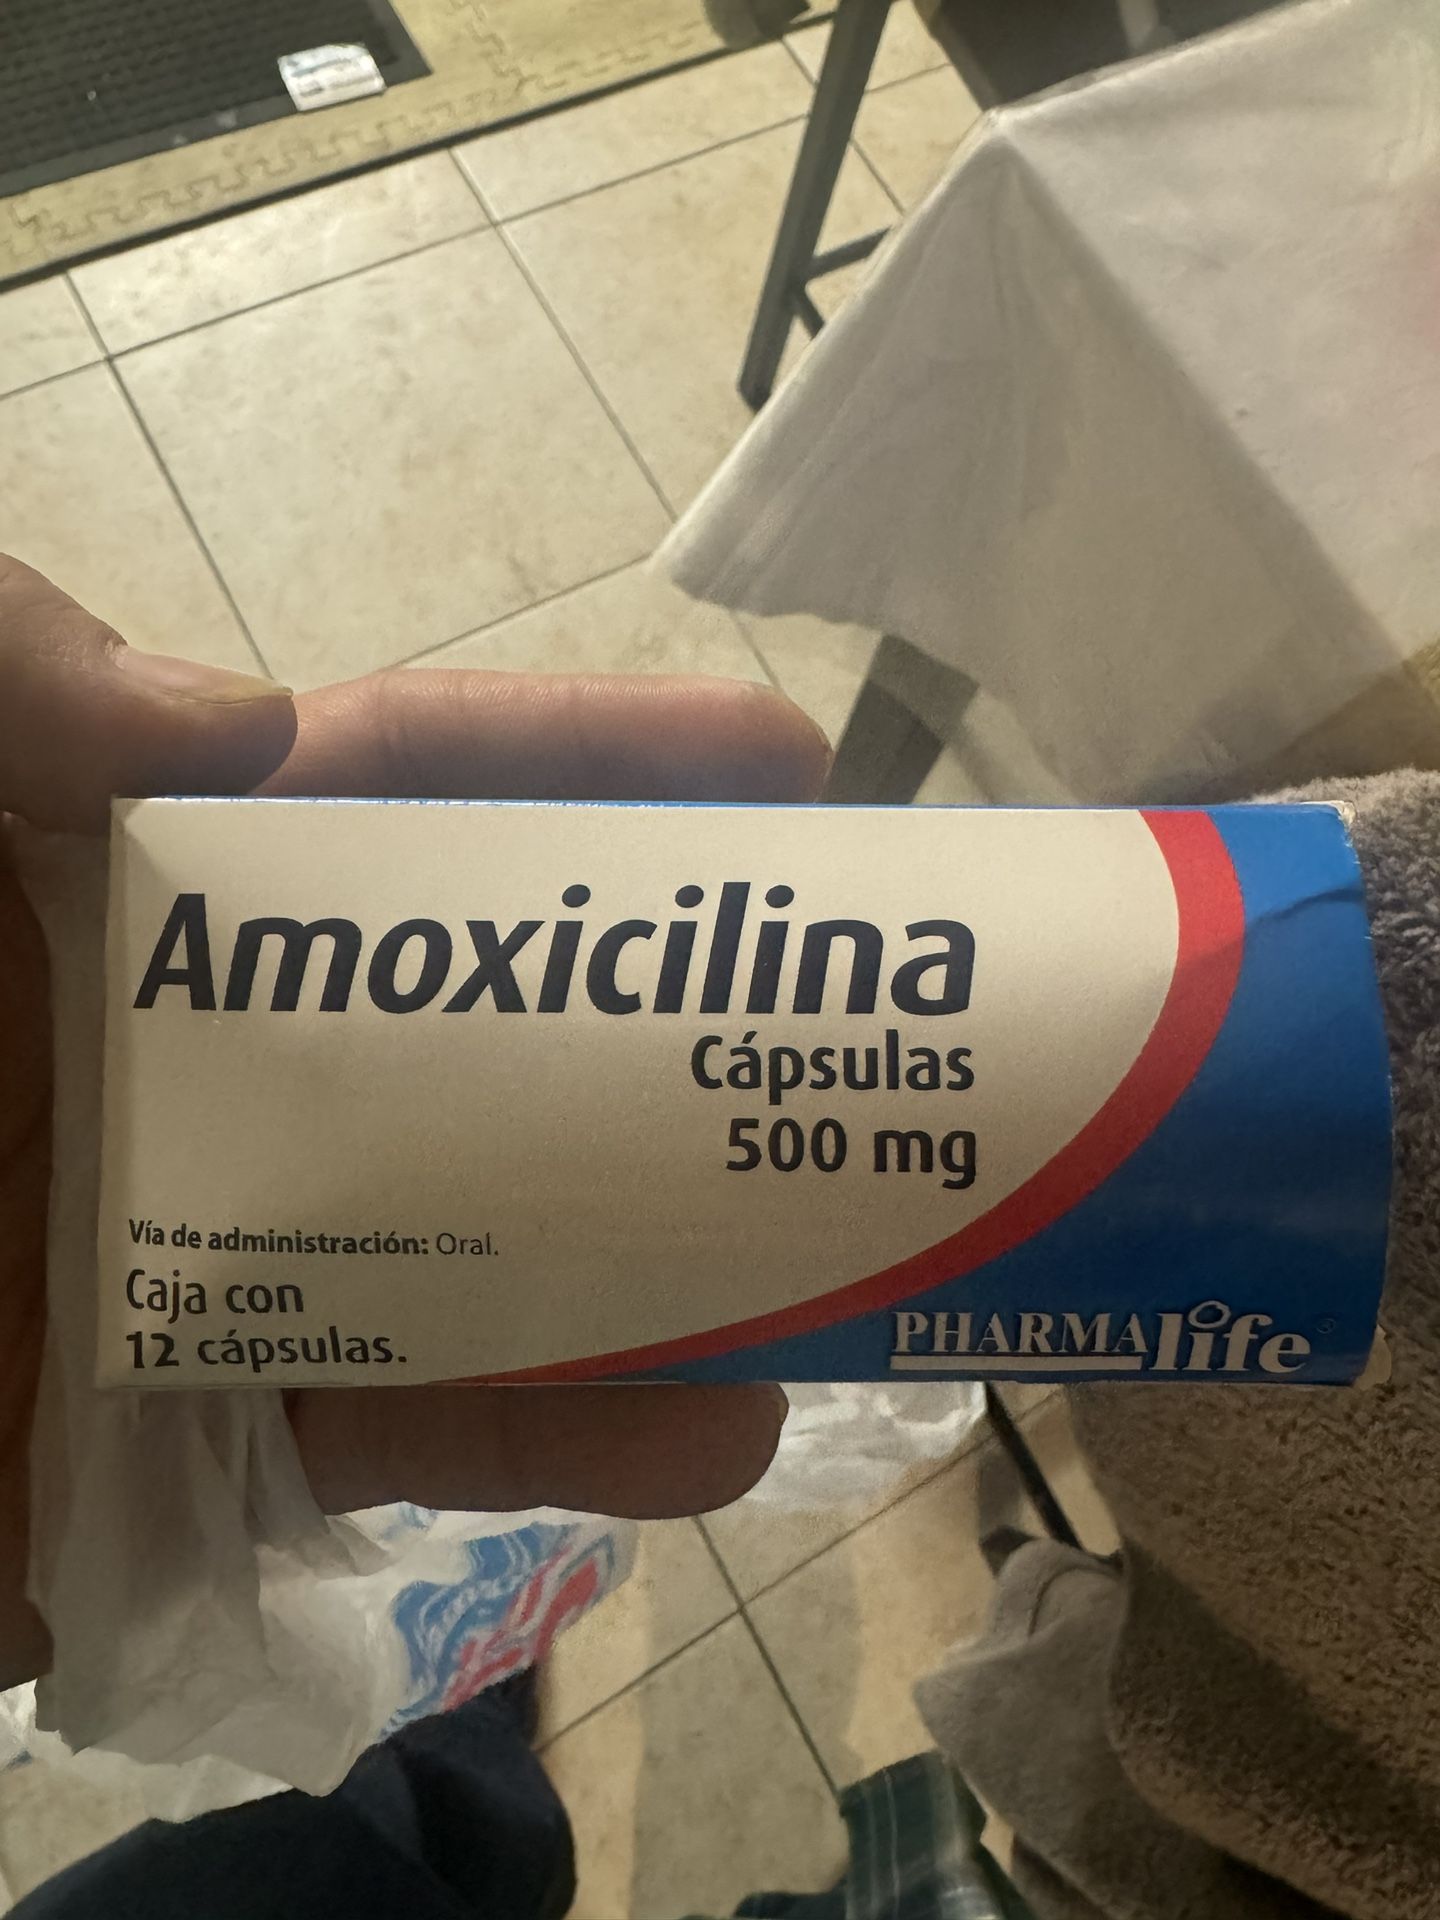 Amoxicilina
Cápsulas
500 mg
Vía de administración: Oral.
Caja con
12 cápsulas.
PHARMAlife®